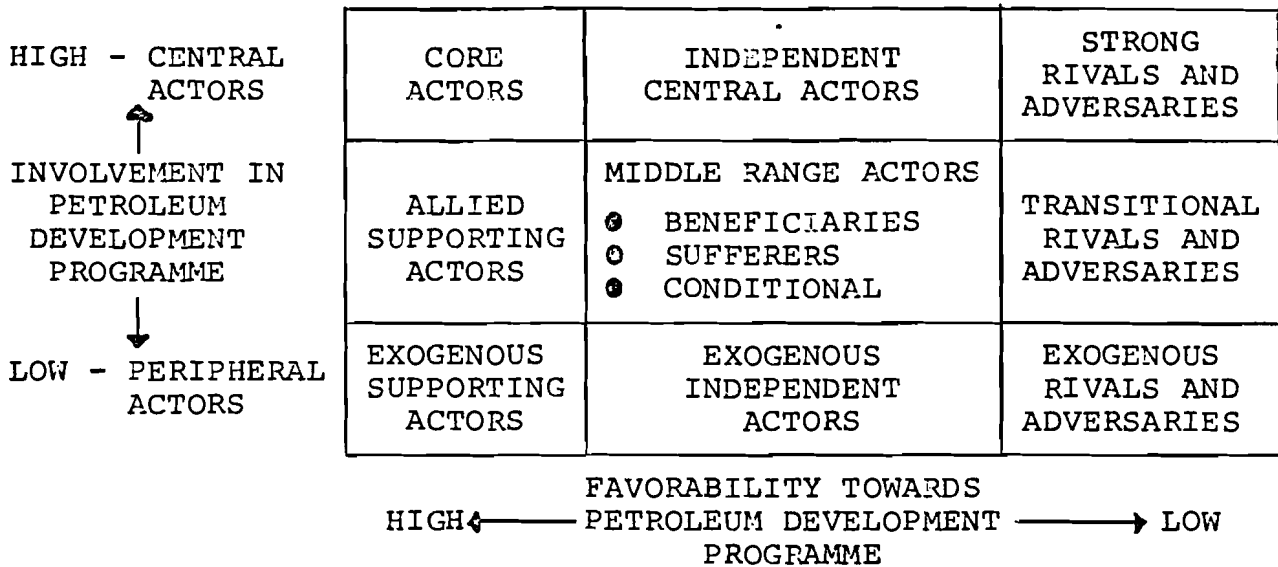 HIGH - CENTRAL ACTORS
INVOLVEMENT IN
PETROLEUM
DEVELOPMENT
PROGRAMME
LOW - PERIPHERAL
ACTORS
CORE
ACTORS
INDEPENDENT
CENTRAL ACTORS
STRONG
RIVALS AND
ADVERSARIES
ALLIED
SUPPORTING
ACTORS
MIDDLE RANGE ACTORS
BENEFICIARIES
SUFFERERS
CONDITIONAL
TRANSITIONAL
RIVALS AND
ADVERSARIES
EXOGENOUS
SUPPORTING
ACTORS
EXOGENOUS
INDEPENDENT
ACTORS
EXOGENOUS
RIVALS AND
ADVERSARIES
FAVORABILITY TOWARDS
HIGH PETROLEUM DEVELOPMENT LOW
PROGRAMME